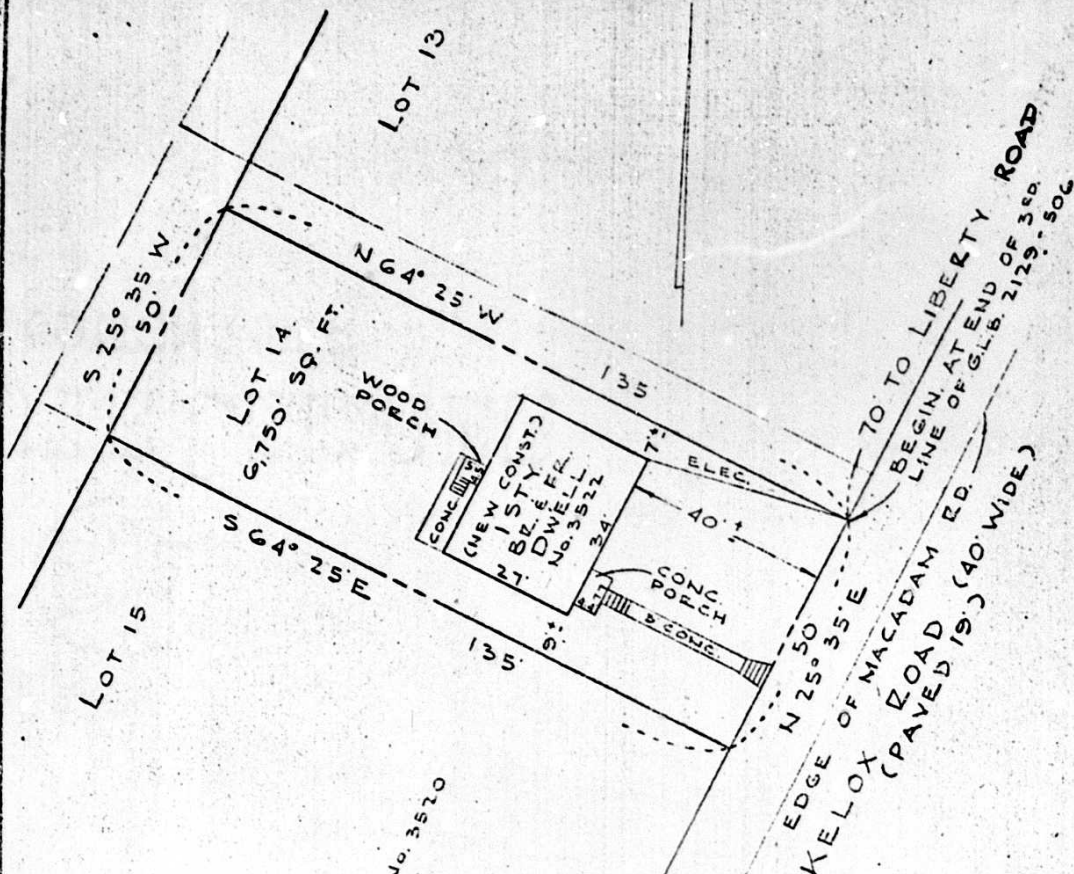 LOT 13
S 25° 35' W
50'
N 64° 25' W
135
LOT 14
6,750' SQ. FT.
WOOD
PORCH
CONC.
(NEW CONST.)
1 STY.
BR. & FR.
DWELL
No. 3522
27'
34'
7'±
ELEC.
40'±
CONC.
PORCH
CONC.
9'±
S 64° 25' E
135'
LOT 15
No. 3520
70' TO LIBERTY ROAD
BEGIN. AT END OF 3RD.
LINE OF G.L.B. 2129-506
50
N 25° 35' E
EDGE OF MACADAM RD.
KELOX ROAD
(PAVED 19') (40' WIDE.)